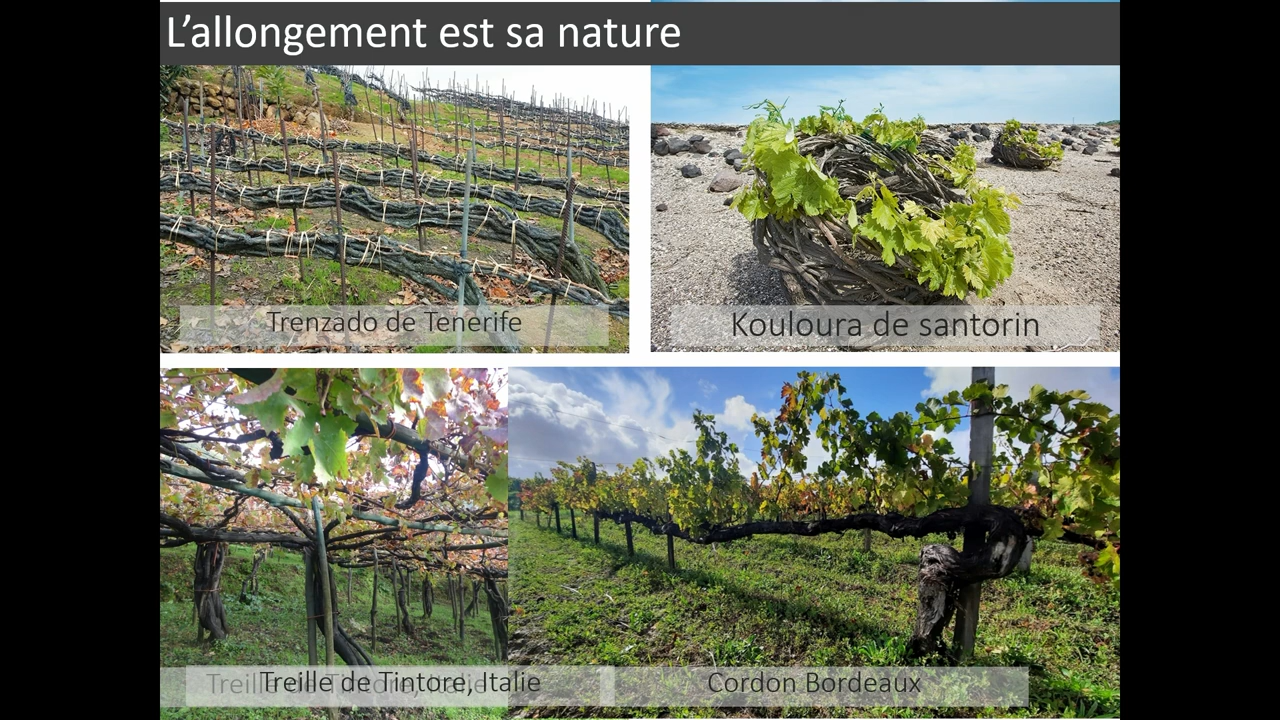 L’allongement est sa nature
Trenzado de Tenerife
Kouloura de santorin
Treille de Tintore, Italie
Cordon Bordeaux